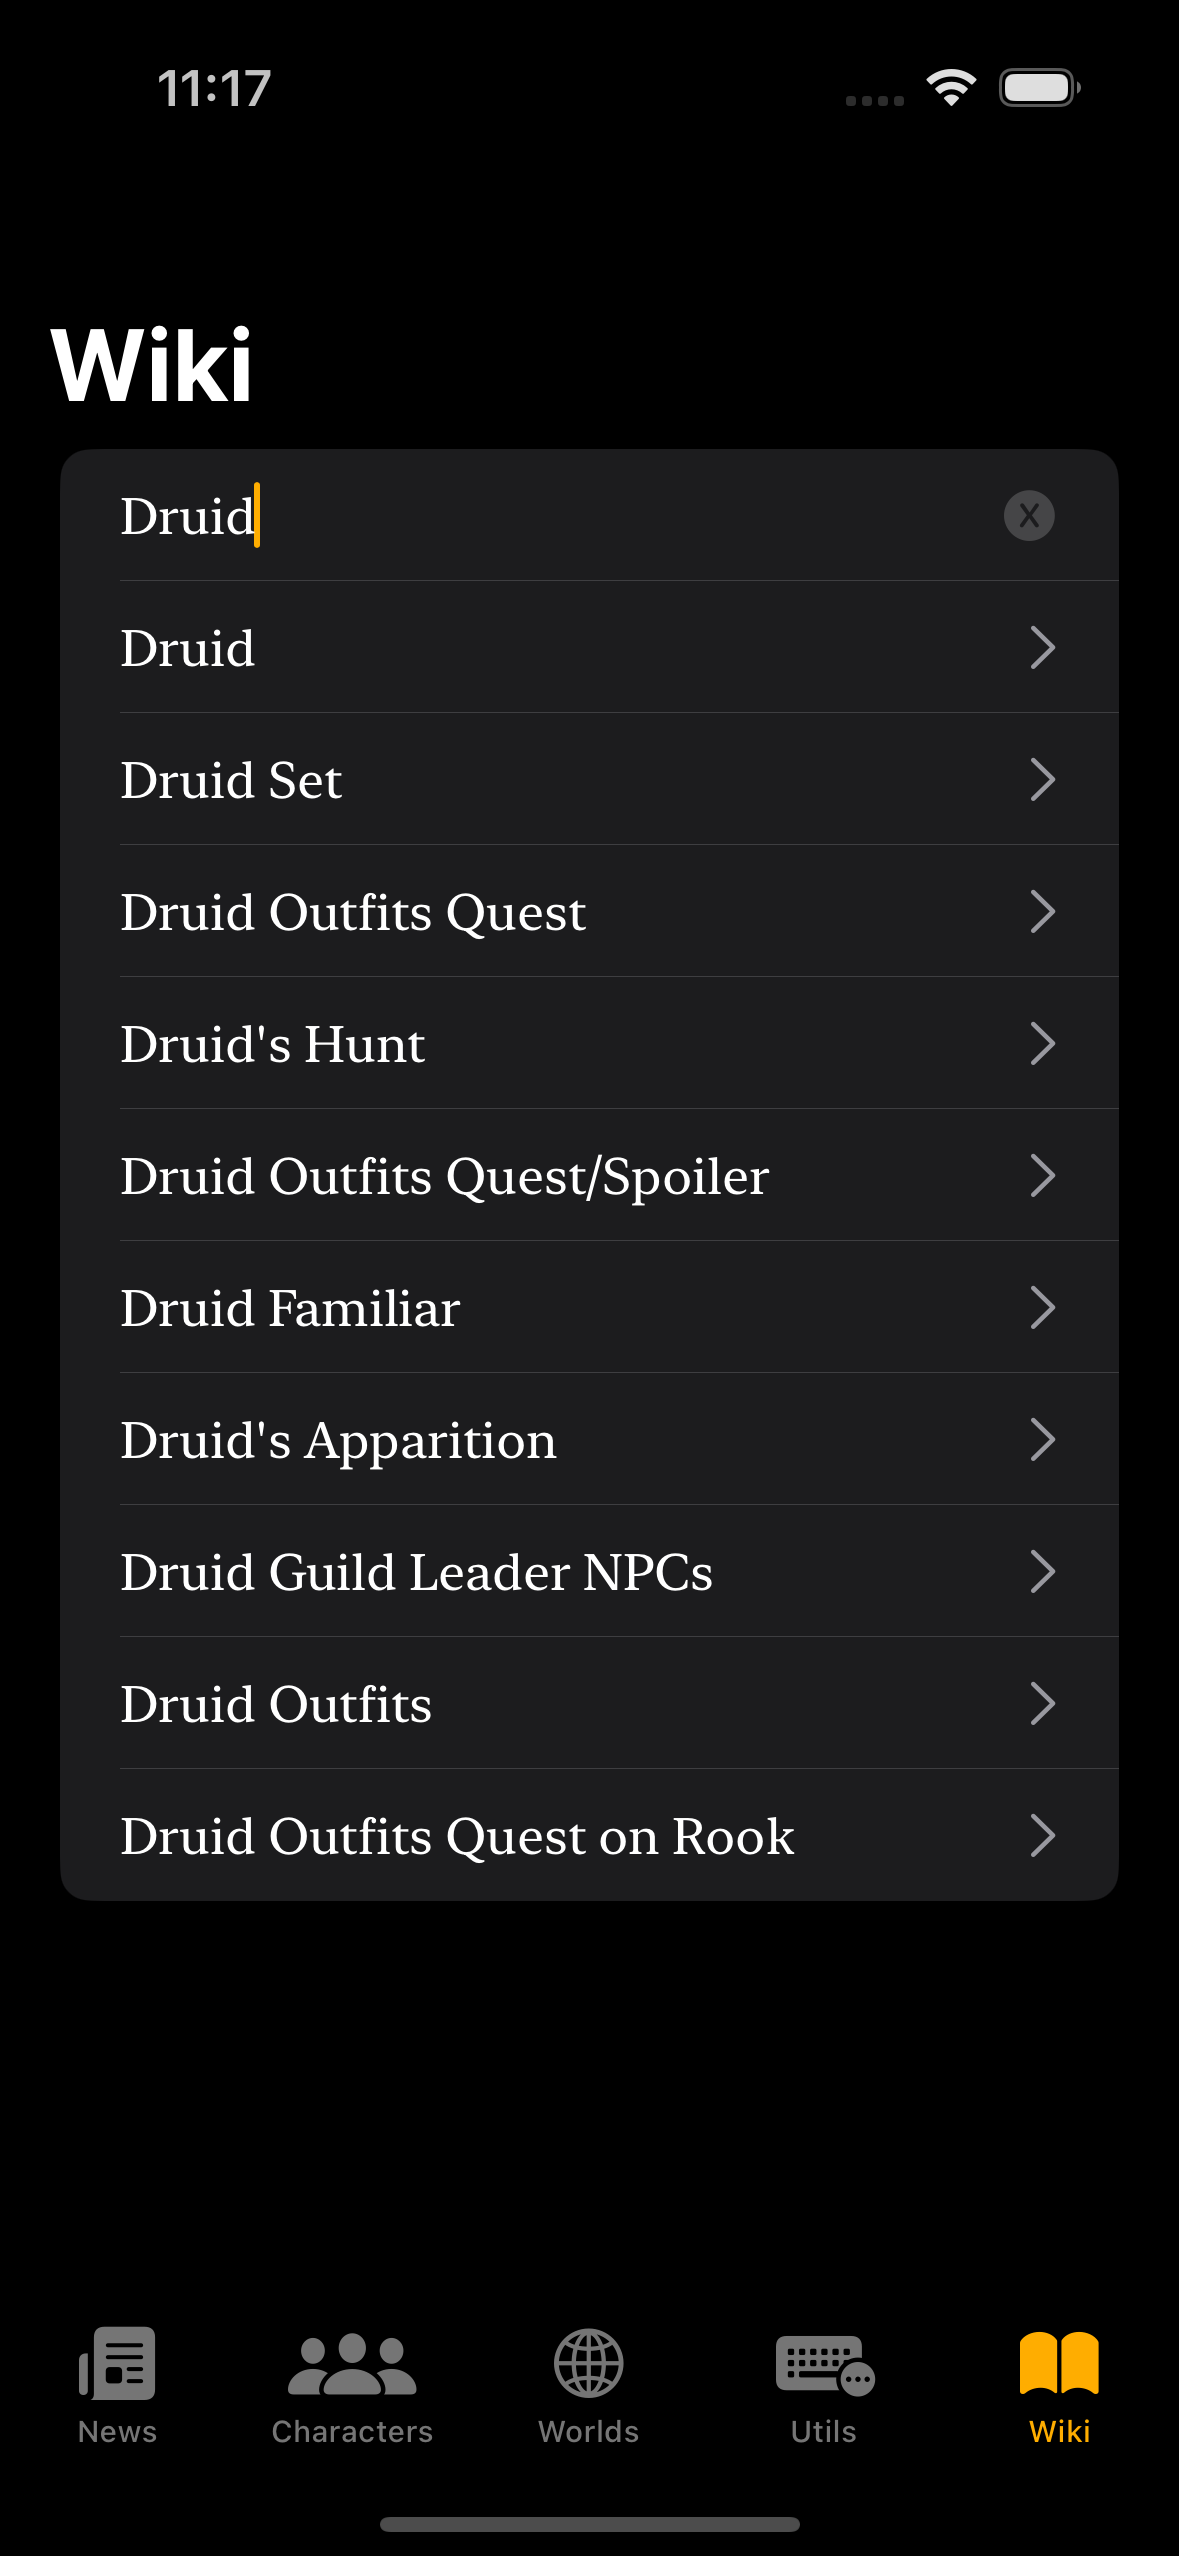 11:17
Wiki
Druid
Druid
Druid Set
Druid Outfits Quest
Druid's Hunt
Druid Outfits Quest/Spoiler
Druid Familiar
Druid's Apparition
Druid Guild Leader NPCs
Druid Outfits
Druid Outfits Quest on Rook
News Characters Worlds Utils Wiki